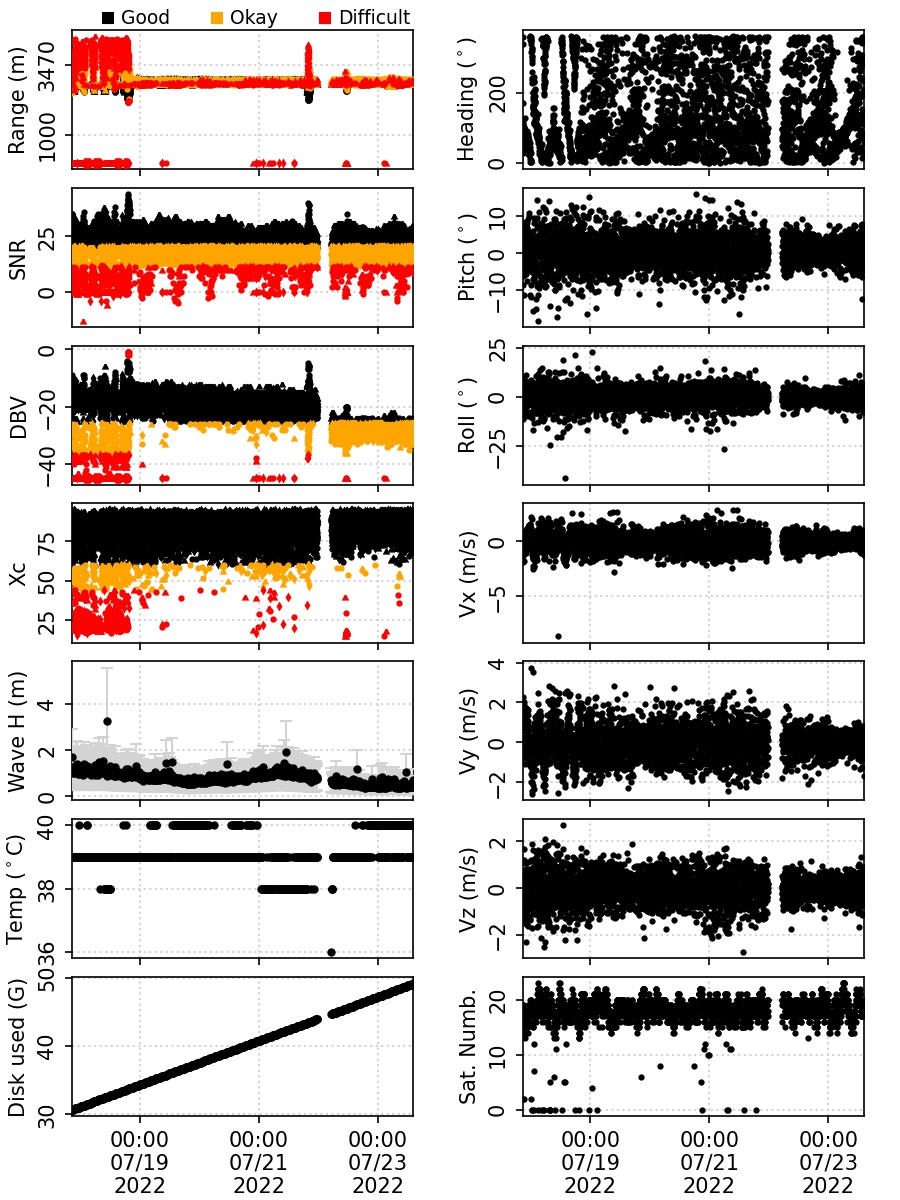 Good Okay Difficult
Range (m)
3470
1000
Heading (°)
200
0
SNR
25
0
Pitch (°)
10
0
−10
DBV
0
−20
−40
Roll (°)
25
0
−25
Xc
75
50
25
Vx (m/s)
0
−5
Wave H (m)
4
2
0
Vy (m/s)
4
2
0
−2
Temp (°C)
40
38
36
Vz (m/s)
2
0
−2
Disk used (G)
50
40
30
Sat. Numb.
20
10
0
00:00 00:00 00:00
07/19 07/21 07/23
2022 2022 2022
00:00 00:00 00:00
07/19 07/21 07/23
2022 2022 2022